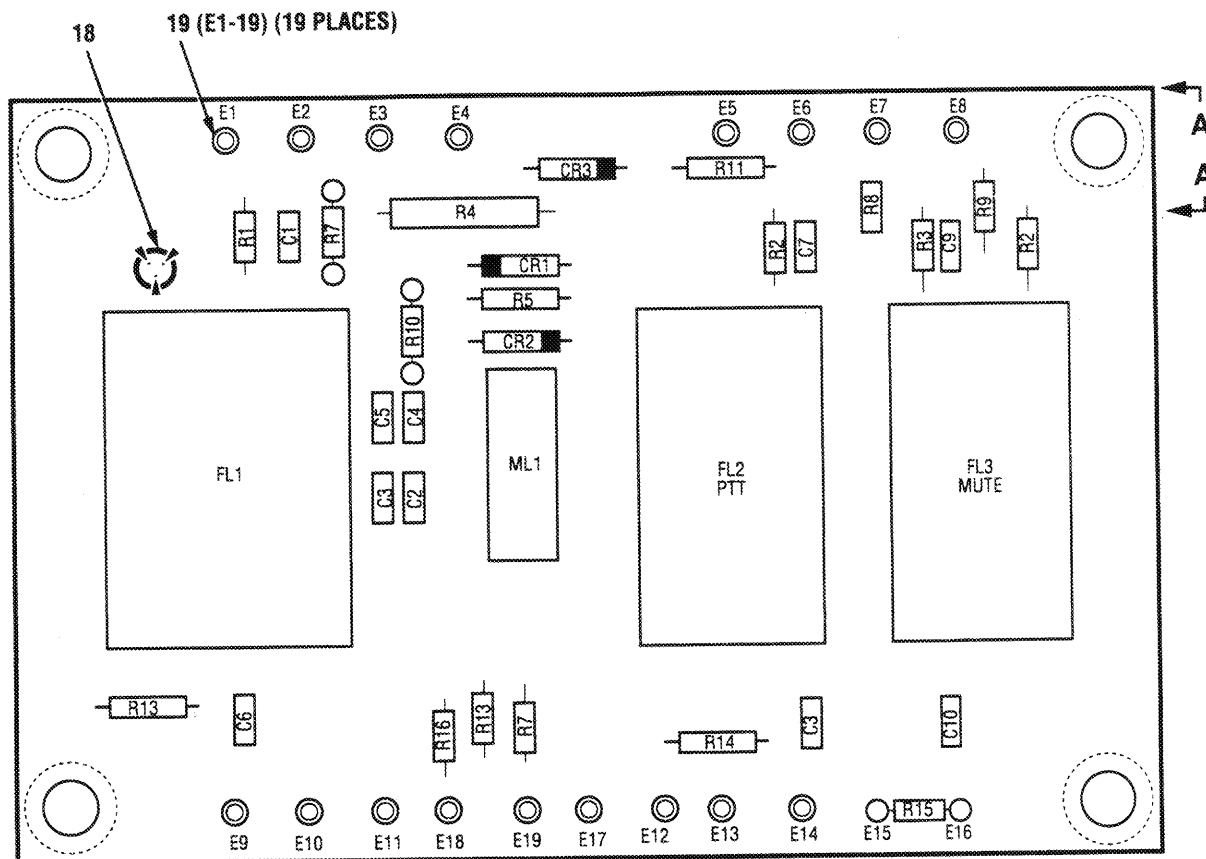 18
19 (E1-19) (19 PLACES)
E1 E2 E3 E4 E5 E6 E7 E8
A
A
CR3 R11
R1 C1 R7 R4 R2 C7 R8 R3 C9 R9 R2
CR1
R5
R10
CR2
C5 C4
FL1
ML1
FL2
PTT
FL3
MUTE
C3 C2
R13 C6 R16 R13 R7 R14 C3 C10
R15
E9 E10 E11 E18 E19 E17 E12 E13 E14 E15 E16